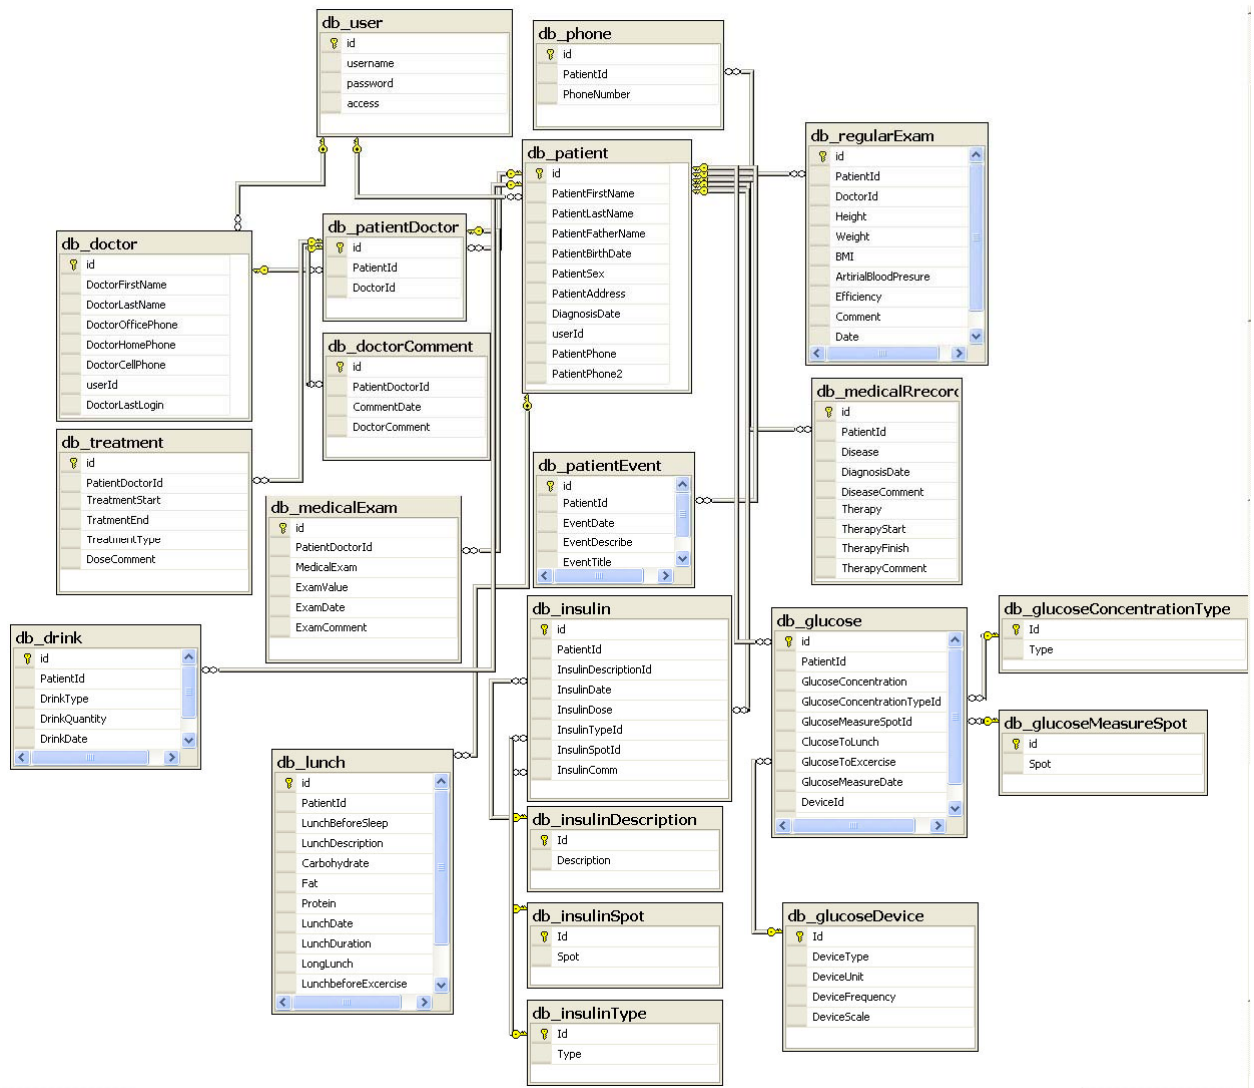 db_user
id
username
password
access
db_phone
id
PatientId
PhoneNumber
db_regularExam
id
PatientId
DoctorId
Height
Weight
BMI
ArtirialBloodPresure
Efficiency
Comment
Date
db_patient
id
PatientFirstName
PatientLastName
PatientFatherName
PatientBirthDate
PatientSex
PatientAddress
DiagnosisDate
userId
PatientPhone
PatientPhone2
db_patientDoctor
id
PatientId
DoctorId
db_doctor
id
DoctorFirstName
DoctorLastName
DoctorOfficePhone
DoctorHomePhone
DoctorCellPhone
userId
DoctorLastLogin
db_doctorComment
id
PatientDoctorId
CommentDate
DoctorComment
db_medicalRrecord
id
PatientId
Disease
DiagnosisDate
DiseaseComment
Therapy
TherapyStart
TherapyFinish
TherapyComment
db_treatment
id
PatientDoctorId
TreatmentStart
TratmentEnd
TreatmentType
DoseComment
db_patientEvent
id
PatientId
EventDate
EventDescribe
EventTitle
db_medicalExam
id
PatientDoctorId
MedicalExam
ExamValue
ExamDate
ExamComment
db_insulin
id
PatientId
InsulinDescriptionId
InsulinDate
InsulinDose
InsulinTypeId
InsulinSpotId
InsulinComm
db_glucose
id
PatientId
GlucoseConcentration
GlucoseConcentrationTypeId
GlucoseMeasureSpotId
ClucoseToLunch
GlucoseToExcercise
GlucoseMeasureDate
DeviceId
db_glucoseConcentrationType
Id
Type
db_glucoseMeasureSpot
id
Spot
db_drink
id
PatientId
DrinkType
DrinkQuantity
DrinkDate
db_lunch
id
PatientId
LunchBeforeSleep
LunchDescription
Carbohydrate
Fat
Protein
LunchDate
LunchDuration
LongLunch
LunchbeforeExcercise
db_insulinDescription
Id
Description
db_insulinSpot
Id
Spot
db_insulinType
Id
Type
db_glucoseDevice
Id
DeviceType
DeviceUnit
DeviceFrequency
DeviceScale